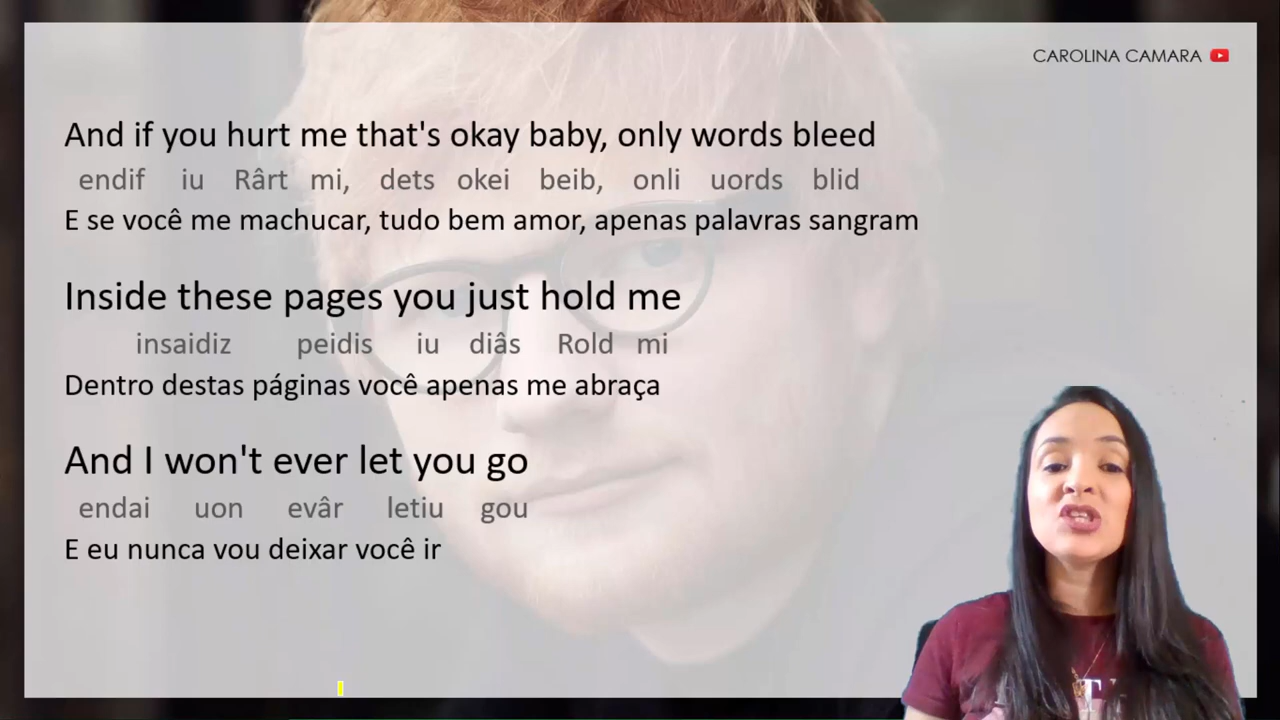 CAROLINA CAMARA
And if you hurt me that's okay baby, only words bleed
endif iu Rârt mi, dets okei beib, onli uords blid
E se você me machucar, tudo bem amor, apenas palavras sangram
Inside these pages you just hold me
insaidiz peidis iu diâs Rold mi
Dentro destas páginas você apenas me abraça
And I won't ever let you go
endai uon evâr letiu gou
E eu nunca vou deixar você ir